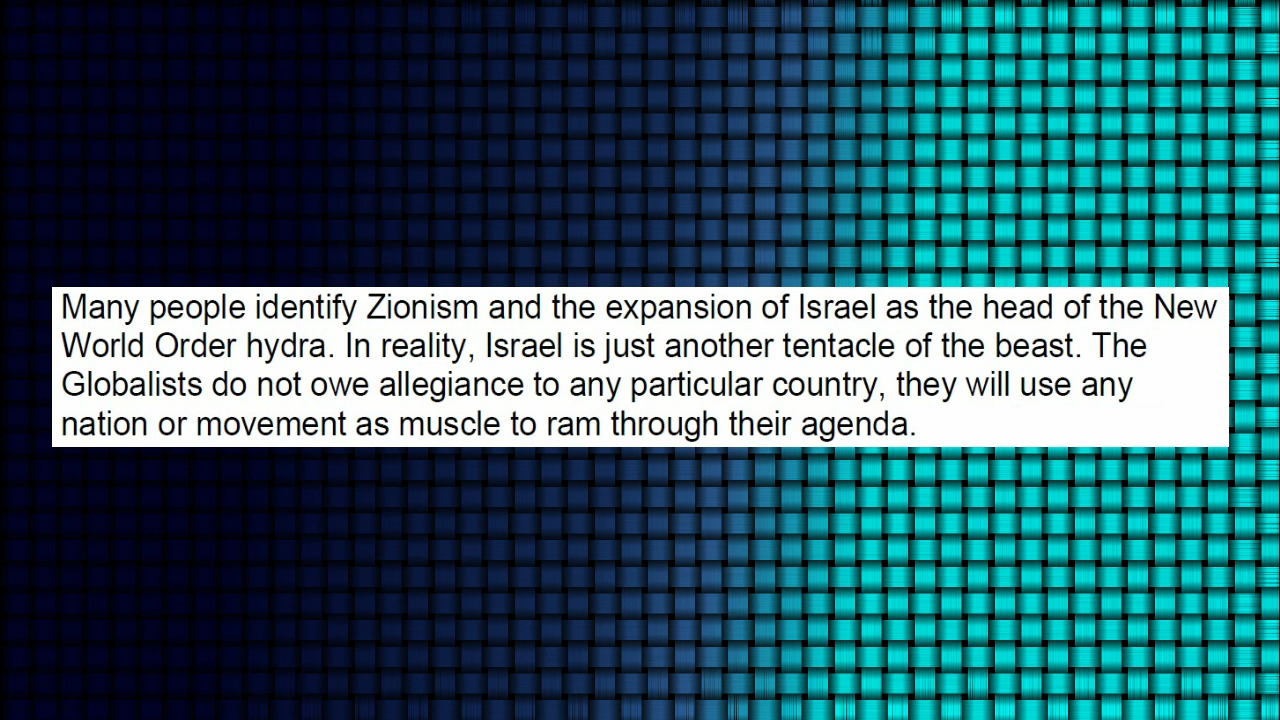 Many people identify Zionism and the expansion of Israel as the head of the New
World Order hydra. In reality, Israel is just another tentacle of the beast. The
Globalists do not owe allegiance to any particular country, they will use any
nation or movement as muscle to ram through their agenda.